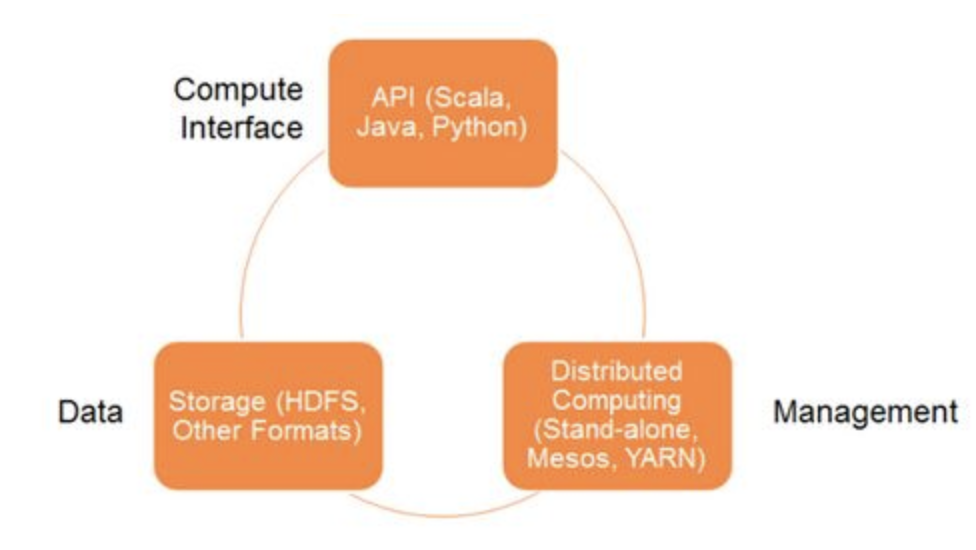 Compute
Interface
API (Scala,
Java, Python)
Data
Storage (HDFS,
Other Formats)
Distributed
Computing
(Stand-alone,
Mesos, YARN)
Management